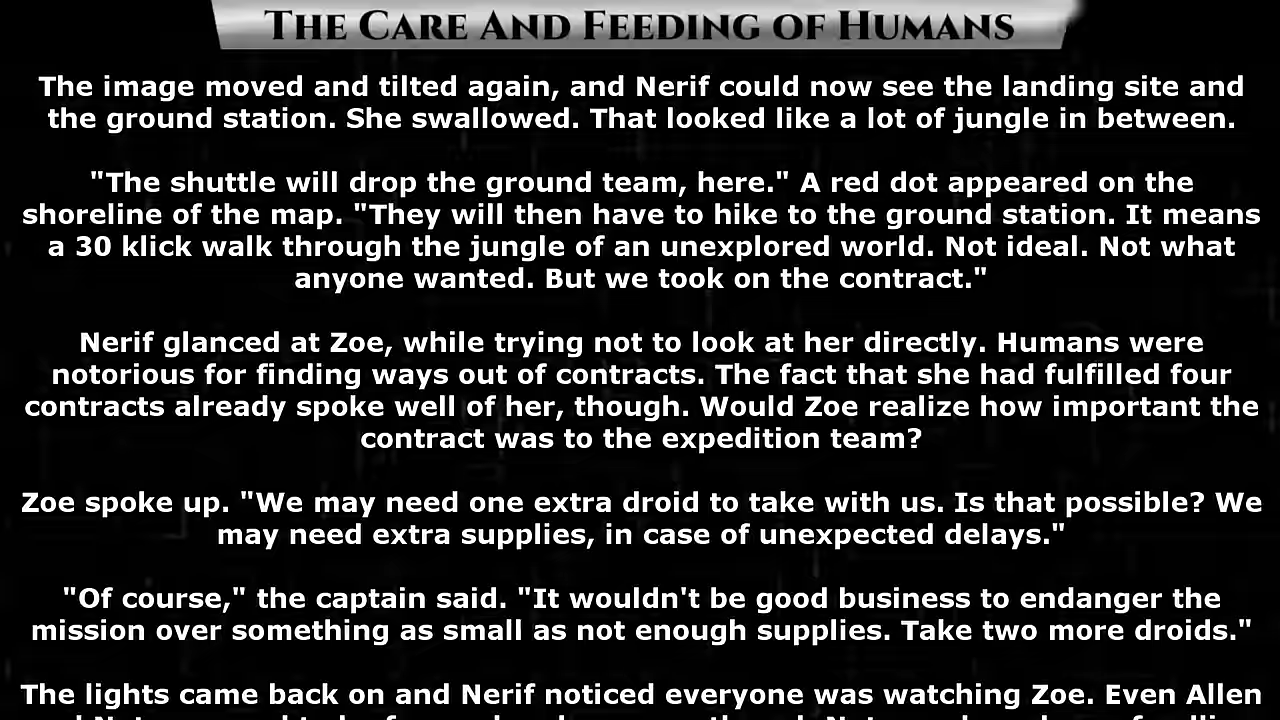 The Care And Feeding of Humans
The image moved and tilted again, and Nerif could now see the landing site and
the ground station. She swallowed. That looked like a lot of jungle in between.
"The shuttle will drop the ground team, here." A red dot appeared on the
shoreline of the map. "They will then have to hike to the ground station. It means
a 30 klick walk through the jungle of an unexplored world. Not ideal. Not what
anyone wanted. But we took on the contract."
Nerif glanced at Zoe, while trying not to look at her directly. Humans were
notorious for finding ways out of contracts. The fact that she had fulfilled four
contracts already spoke well of her, though. Would Zoe realize how important the
contract was to the expedition team?
Zoe spoke up. "We may need one extra droid to take with us. Is that possible? We
may need extra supplies, in case of unexpected delays."
"Of course," the captain said. "It wouldn't be good business to endanger the
mission over something as small as not enough supplies. Take two more droids."
The lights came back on and Nerif noticed everyone was watching Zoe. Even Allen